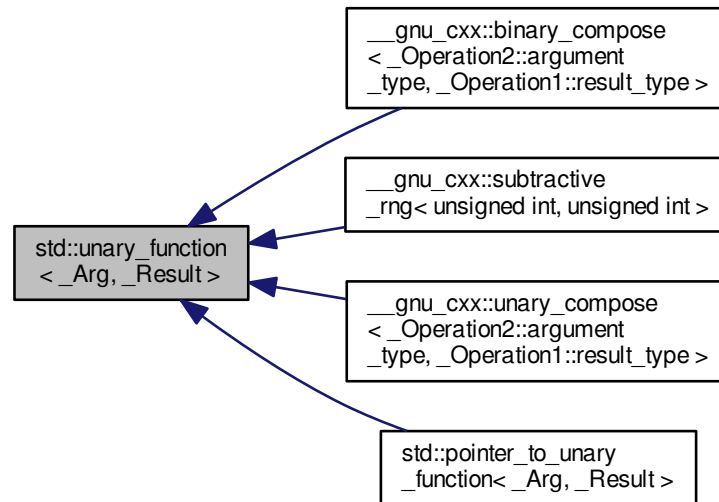 __gnu_cxx::binary_compose
< _Operation2::argument
_type, _Operation1::result_type >
__gnu_cxx::subtractive
_rng< unsigned int, unsigned int >
std::unary_function
< _Arg, _Result >
__gnu_cxx::unary_compose
< _Operation2::argument
_type, _Operation1::result_type >
std::pointer_to_unary
_function< _Arg, _Result >